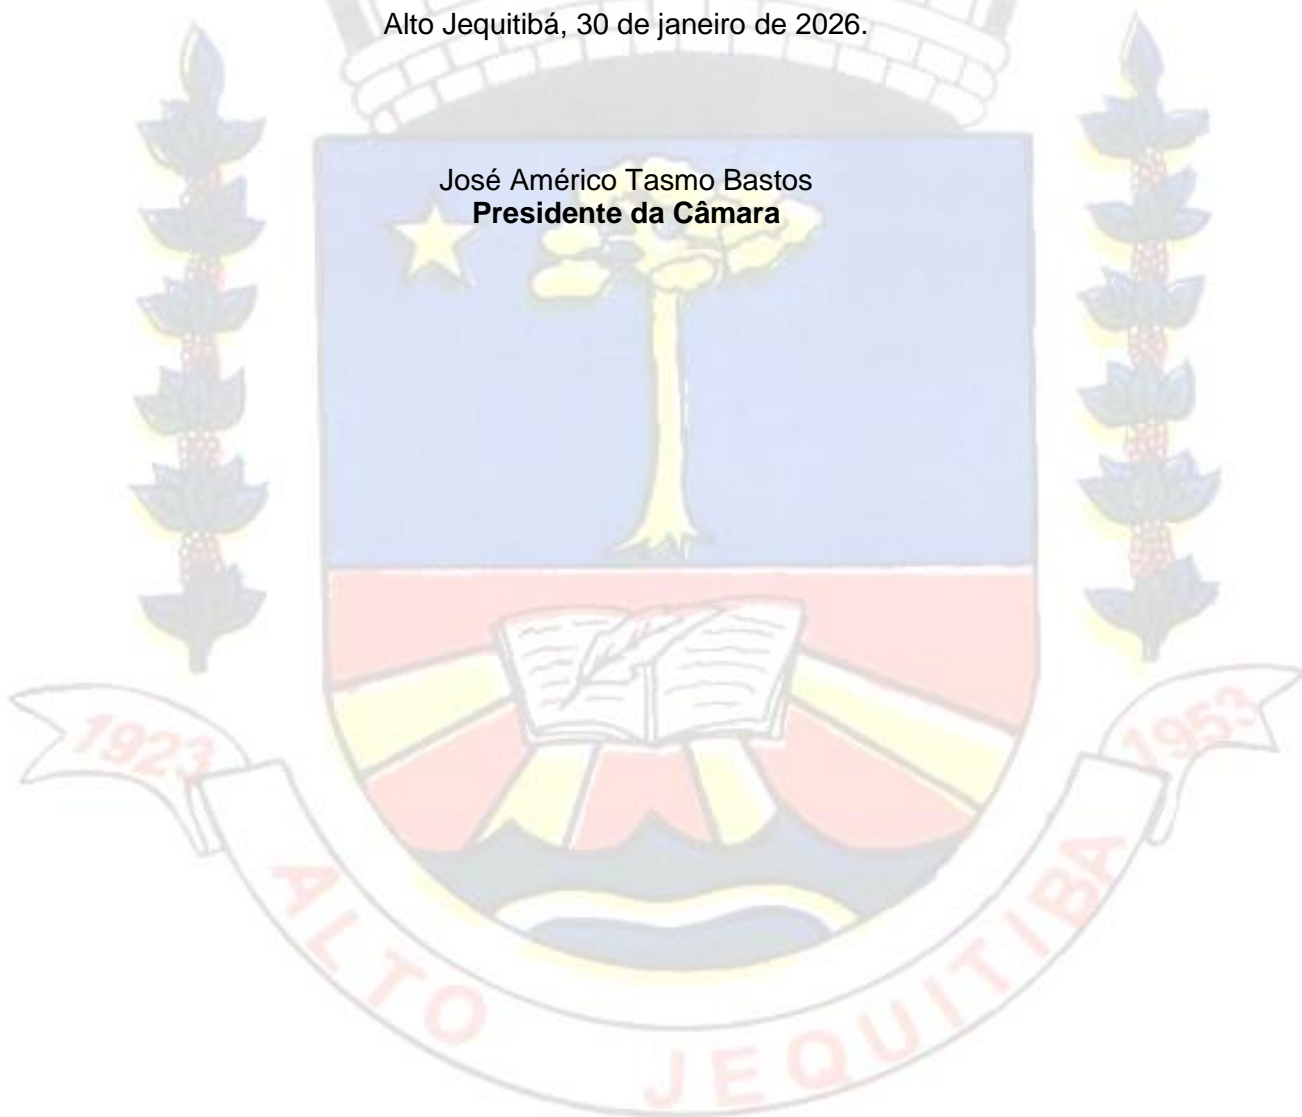 Alto Jequitibá, 30 de janeiro de 2026.
José Américo Tasmo Bastos
Presidente da Câmara
1923
1953
ALTO JEQUITIBA